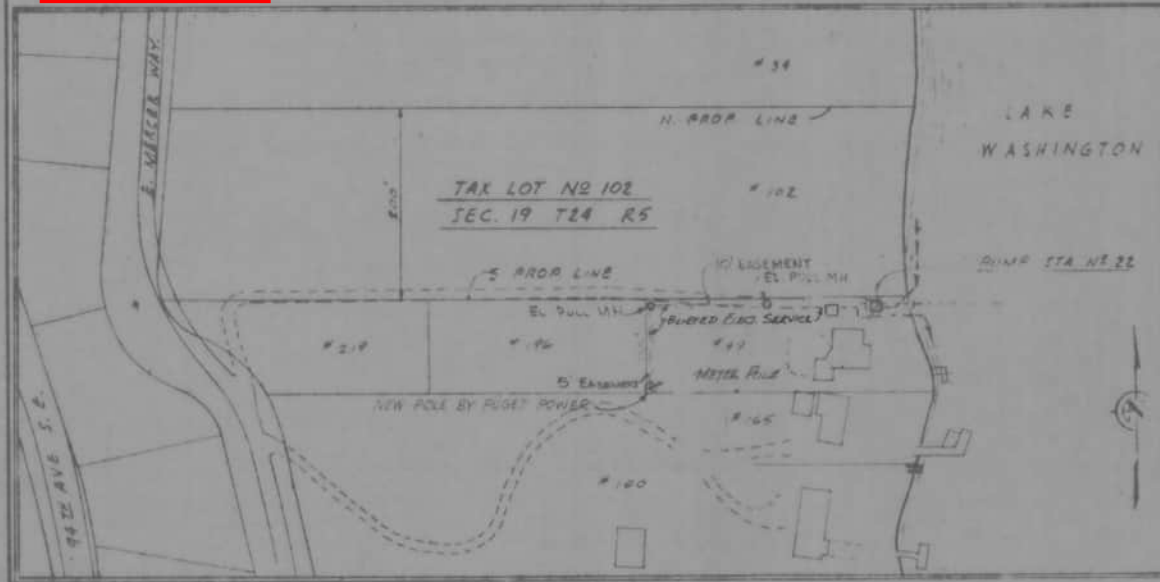 # 34
N. PROP LINE
LAKE
WASHINGTON
E. MERCER WAY.
200'
TAX LOT Nº 102
SEC. 19 T24 R5
# 102
S PROP LINE
10' EASEMENT
EL. PULL MH
PUMP STA Nº 22
EL PULL MH
BURIED ELEC. SERVICE
# 219
# 196
5' EASEMENT
METER POLE
NEW POLE BY PUGET POWER
# 165
# 160
94TH AVE S.E.